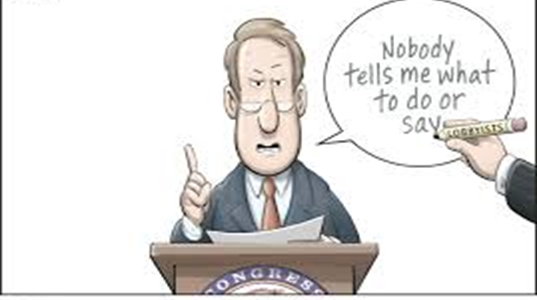 Nobody
tells me what
to do or
say
LOBBYISTS
CONGRESS